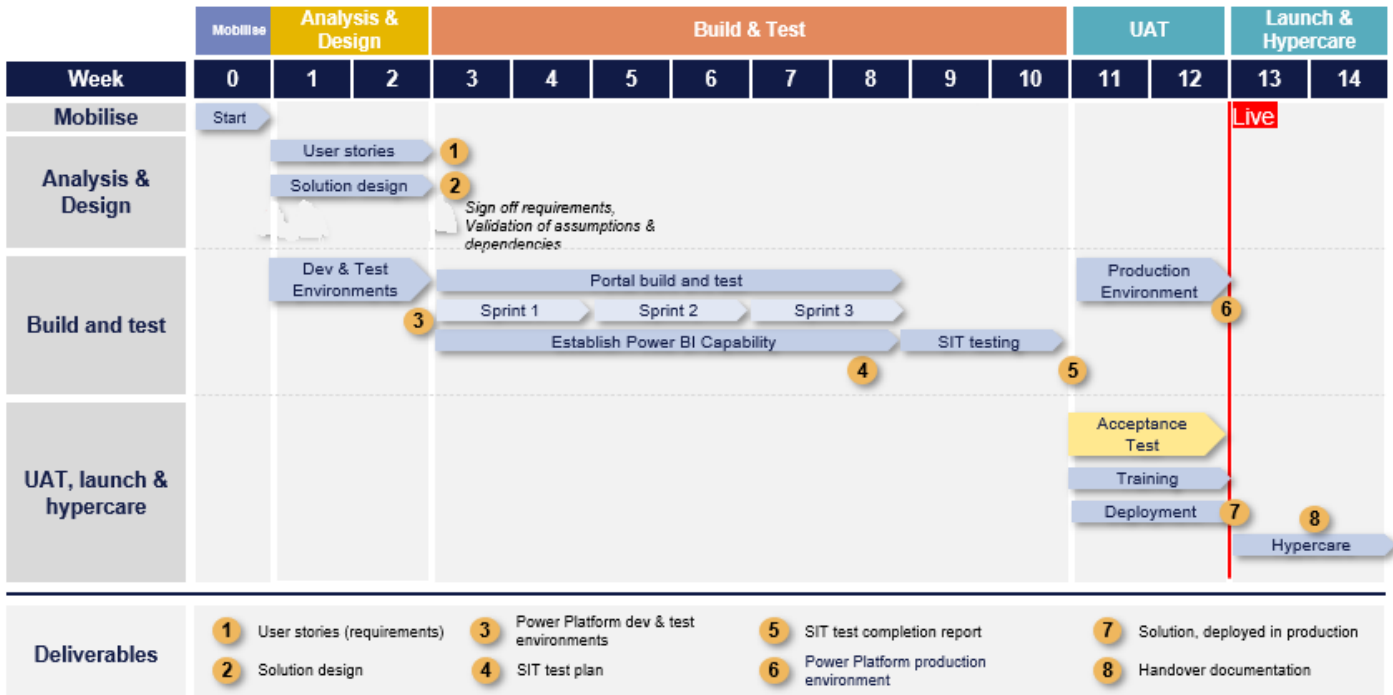 Mobilise
Analysis &
Design
Build & Test
UAT
Launch &
Hypercare
Week
0
1
2
3
4
5
6
7
8
9
10
11
12
13
14
Mobilise
Start
Live
Analysis &
Design
User stories
1
Solution design
2
Sign off requirements,
Validation of assumptions &
dependencies
Build and test
Dev & Test
Environments
3
Portal build and test
Sprint 1
Sprint 2
Sprint 3
Establish Power BI Capability
4
SIT testing
5
Production
Environment
6
UAT, launch &
hypercare
Acceptance
Test
Training
Deployment
7
8
Hypercare
Deliverables
1
User stories (requirements)
2
Solution design
3
Power Platform dev & test
environments
4
SIT test plan
5
SIT test completion report
6
Power Platform production
environment
7
Solution, deployed in production
8
Handover documentation